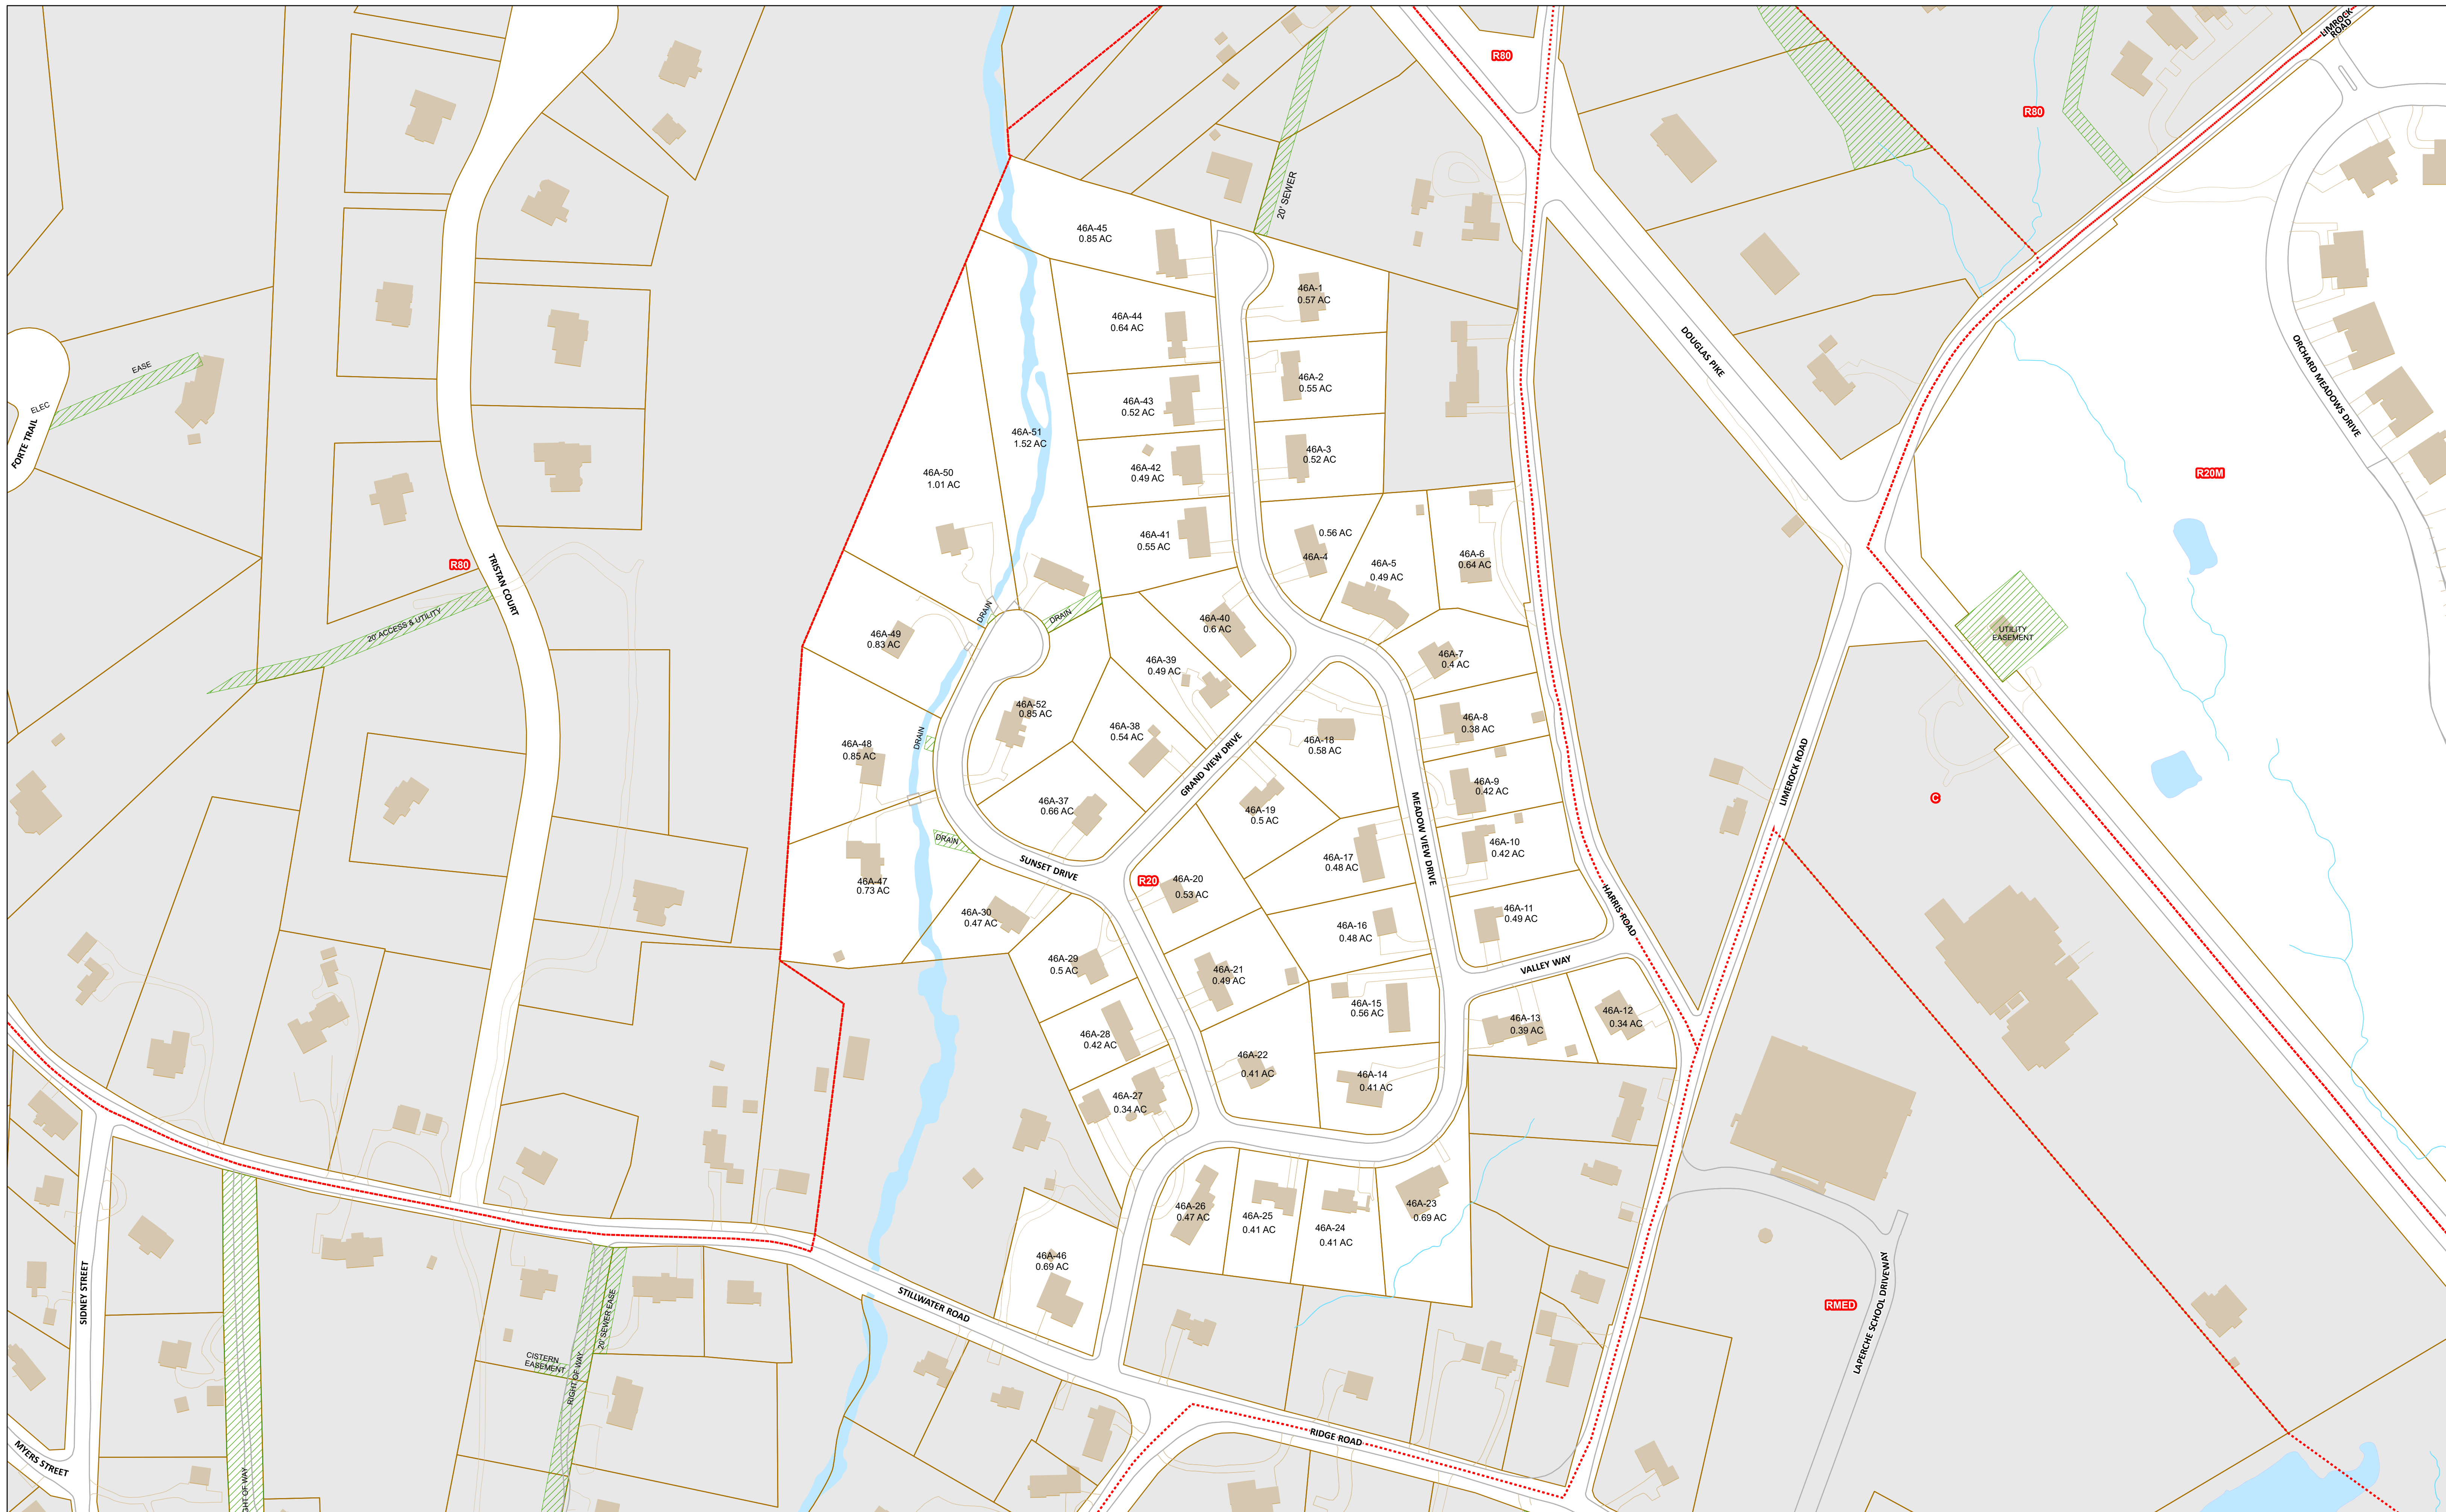 LIMROCK
ROAD
R80
R80
20' SEWER
46A-45
0.85 AC
46A-1
0.57 AC
46A-44
0.64 AC
DOUGLAS PIKE
ORCHARD MEADOWS DRIVE
EASE
ELEC
FORTE TRAIL
46A-2
0.55 AC
46A-43
0.52 AC
46A-51
1.52 AC
46A-3
0.52 AC
46A-42
0.49 AC
46A-50
1.01 AC
R20M
46A-41
0.55 AC
0.56 AC
46A-4
46A-5
0.49 AC
46A-6
0.64 AC
R80
TRISTAN COURT
20' ACCESS & UTILITY
DRAIN
DRAIN
46A-40
0.6 AC
46A-49
0.83 AC
46A-39
0.49 AC
46A-7
0.4 AC
UTILITY
EASEMENT
46A-52
0.85 AC
46A-38
0.54 AC
46A-8
0.38 AC
46A-18
0.58 AC
DRAIN
46A-48
0.85 AC
GRAND VIEW DRIVE
LIMEROCK ROAD
46A-9
0.42 AC
46A-37
0.66 AC
46A-19
0.5 AC
MEADOW VIEW DRIVE
C
DRAIN
46A-10
0.42 AC
46A-17
0.48 AC
SUNSET DRIVE
46A-47
0.73 AC
R20
46A-20
0.53 AC
HARRIS ROAD
46A-30
0.47 AC
46A-11
0.49 AC
46A-16
0.48 AC
46A-29
0.5 AC
46A-21
0.49 AC
VALLEY WAY
46A-15
0.56 AC
46A-12
0.34 AC
46A-13
0.39 AC
46A-28
0.42 AC
46A-22
0.41 AC
46A-14
0.41 AC
46A-27
0.34 AC
46A-26
0.47 AC
46A-25
0.41 AC
46A-24
0.41 AC
46A-23
0.69 AC
46A-46
0.69 AC
SIDNEY STREET
STILLWATER ROAD
20' SEWER EASE
RMED
LAPERCHE SCHOOL DRIVEWAY
CISTERN
EASEMENT
RIGHT OF WAY
RIDGE ROAD
MYERS STREET
GHT OF WAY